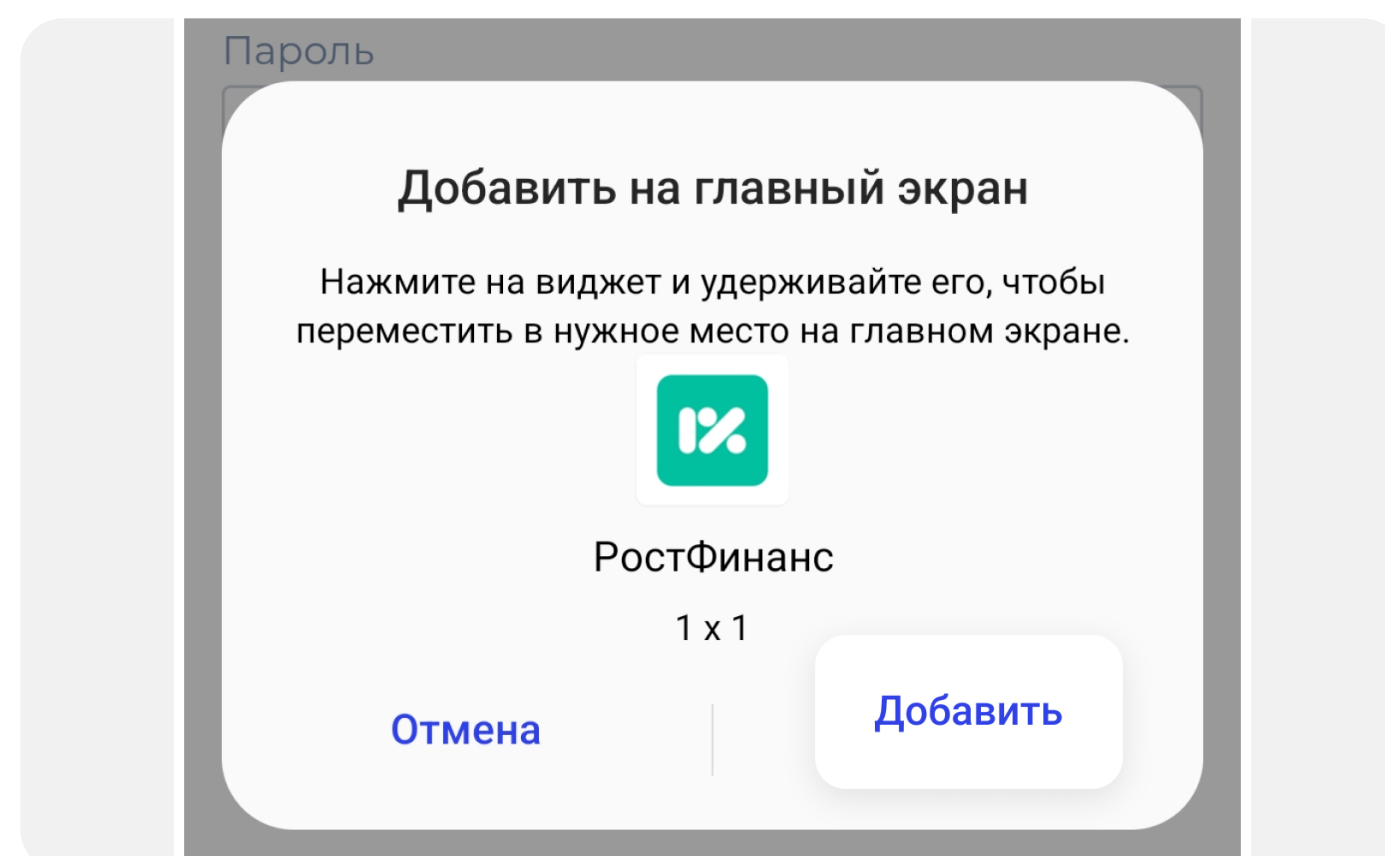 Пароль
Добавить на главный экран
Нажмите на виджет и удерживайте его, чтобы
переместить в нужное место на главном экране.
РостФинанс
1 x 1
Отмена
Добавить